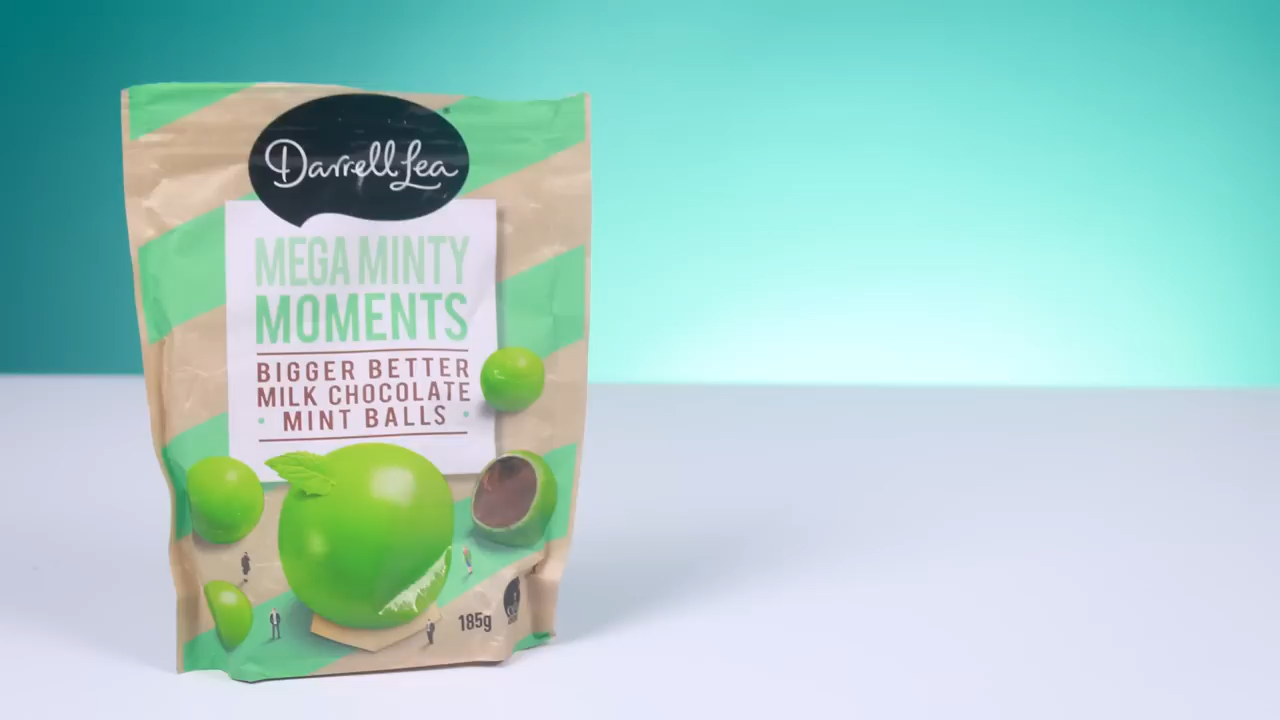 Darrell Lea
MEGA MINTY
MOMENTS
BIGGER BETTER
MILK CHOCOLATE
· MINT BALLS ·
185g